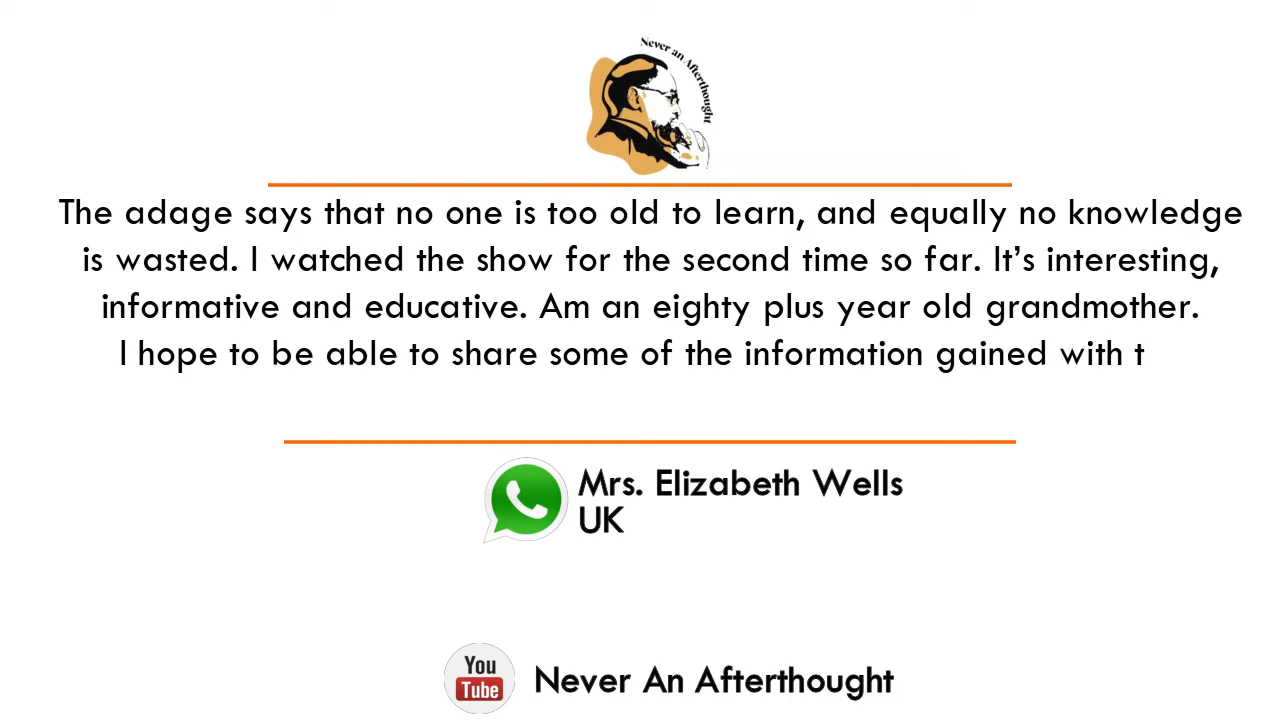 Never an Afterthought
The adage says that no one is too old to learn, and equally no knowledge
is wasted. I watched the show for the second time so far. It’s interesting,
informative and educative. Am an eighty plus year old grandmother.
I hope to be able to share some of the information gained with t
Mrs. Elizabeth Wells
UK
You
Tube
Never An Afterthought